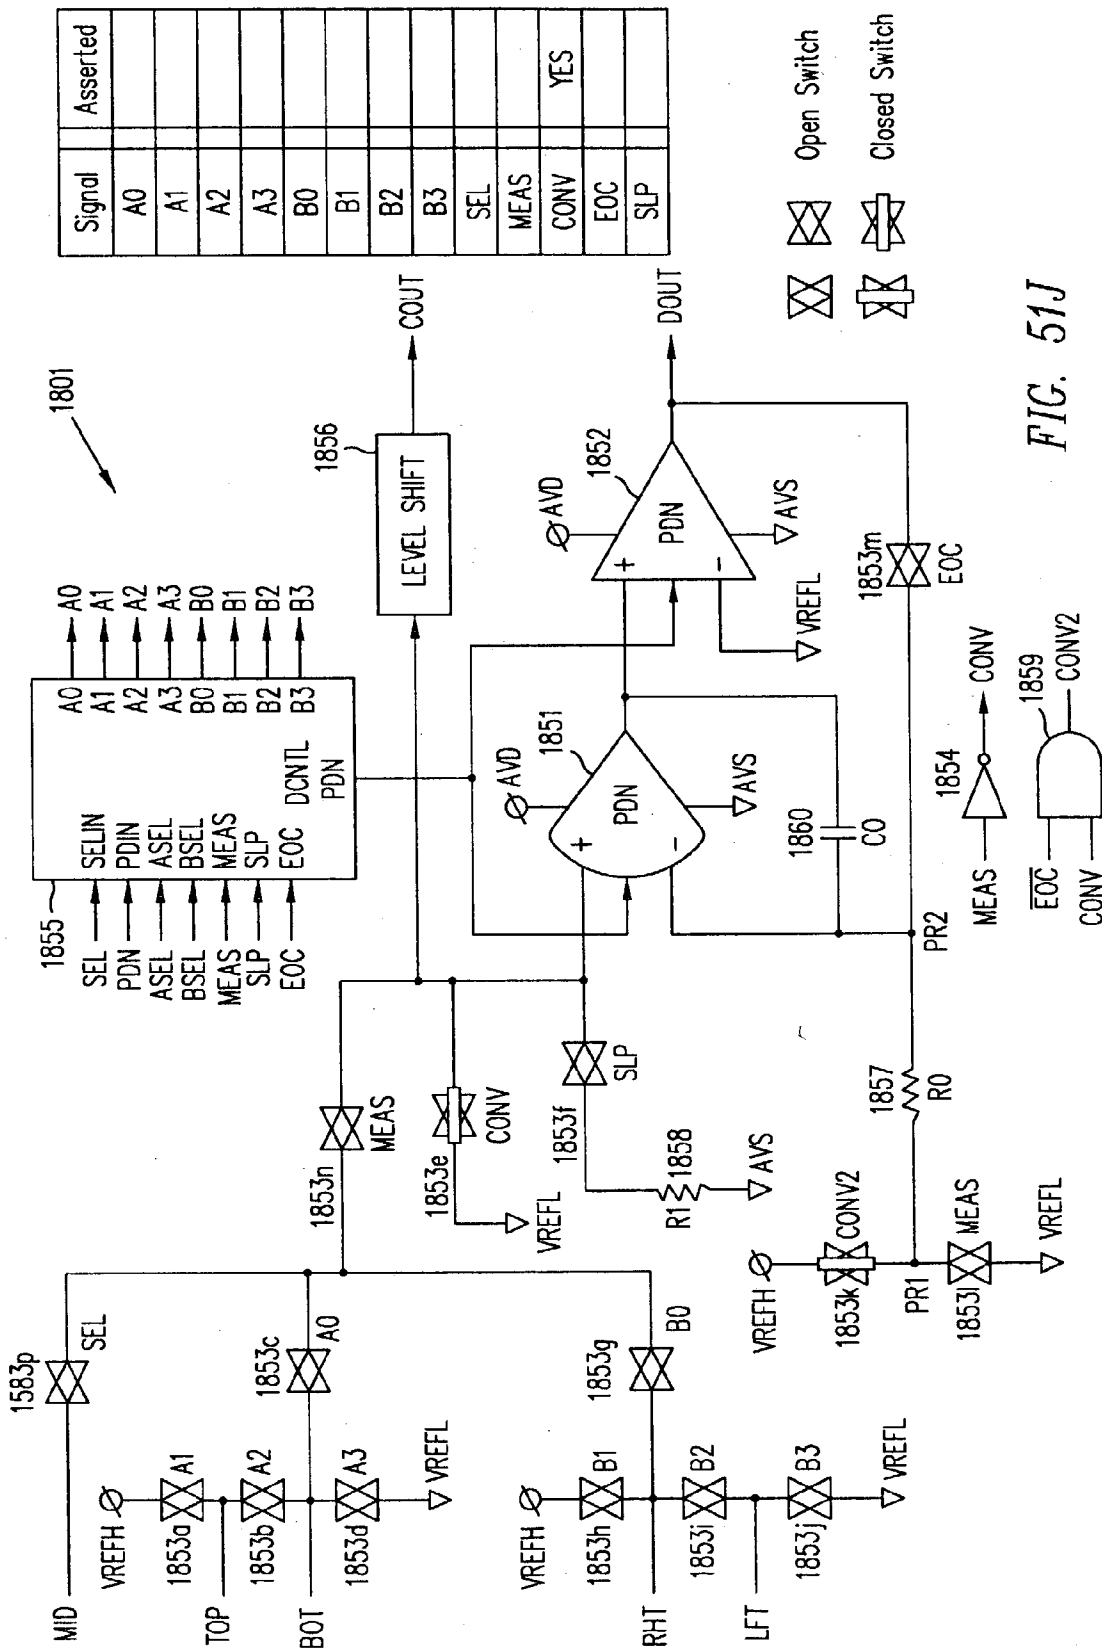 1801
1855
SEL
PDN
ASEL
BSEL
MEAS
SLP
EOC
SELIN
PDIN
ASEL
BSEL
MEAS
SLP
EOC
DCNTL
PDN
A0
A1
A2
A3
B0
B1
B2
B3
A0
A1
A2
A3
B0
B1
B2
B3
Signal Asserted
A0
A1
A2
A3
B0
B1
B2
B3
SEL
MEAS
CONV YES
EOC
SLP
1856
LEVEL SHIFT
COUT
MID
1583p
SEL
VREFH
1853a
A1
TOP
1853b
A2
BOT
1853c
A0
1853d
A3
VREFL
VREFH
1853h
B1
RHT
1853g
B0
1853i
B2
LFT
1853j
B3
VREFL
1853n
MEAS
1853e
CONV
VREFL
1853f
SLP
R1
1858
AVS
AVD
1851
+
PDN
−
AVS
1860
C0
AVD
1852
+
PDN
−
AVS
VREFL
DOUT
1853m
EOC
VREFH
1853k
CONV2
PR1
1853l
MEAS
VREFL
1857
R0
PR2
MEAS
1854
CONV
EOC
CONV
1859
CONV2
Open Switch
Closed Switch
FIG. 51J